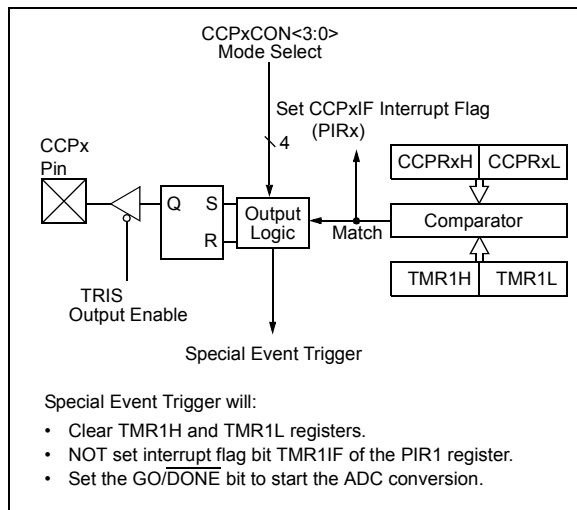 CCPxCON<3:0>
Mode Select
Set CCPxIF Interrupt Flag
(PIRx)
4
CCPx
Pin
CCPRxH CCPRxL
Q S
R
Output
Logic
Match
Comparator
TRIS
Output Enable
TMR1H TMR1L
Special Event Trigger
Special Event Trigger will:
• Clear TMR1H and TMR1L registers.
• NOT set interrupt flag bit TMR1IF of the PIR1 register.
• Set the GO/DONE bit to start the ADC conversion.